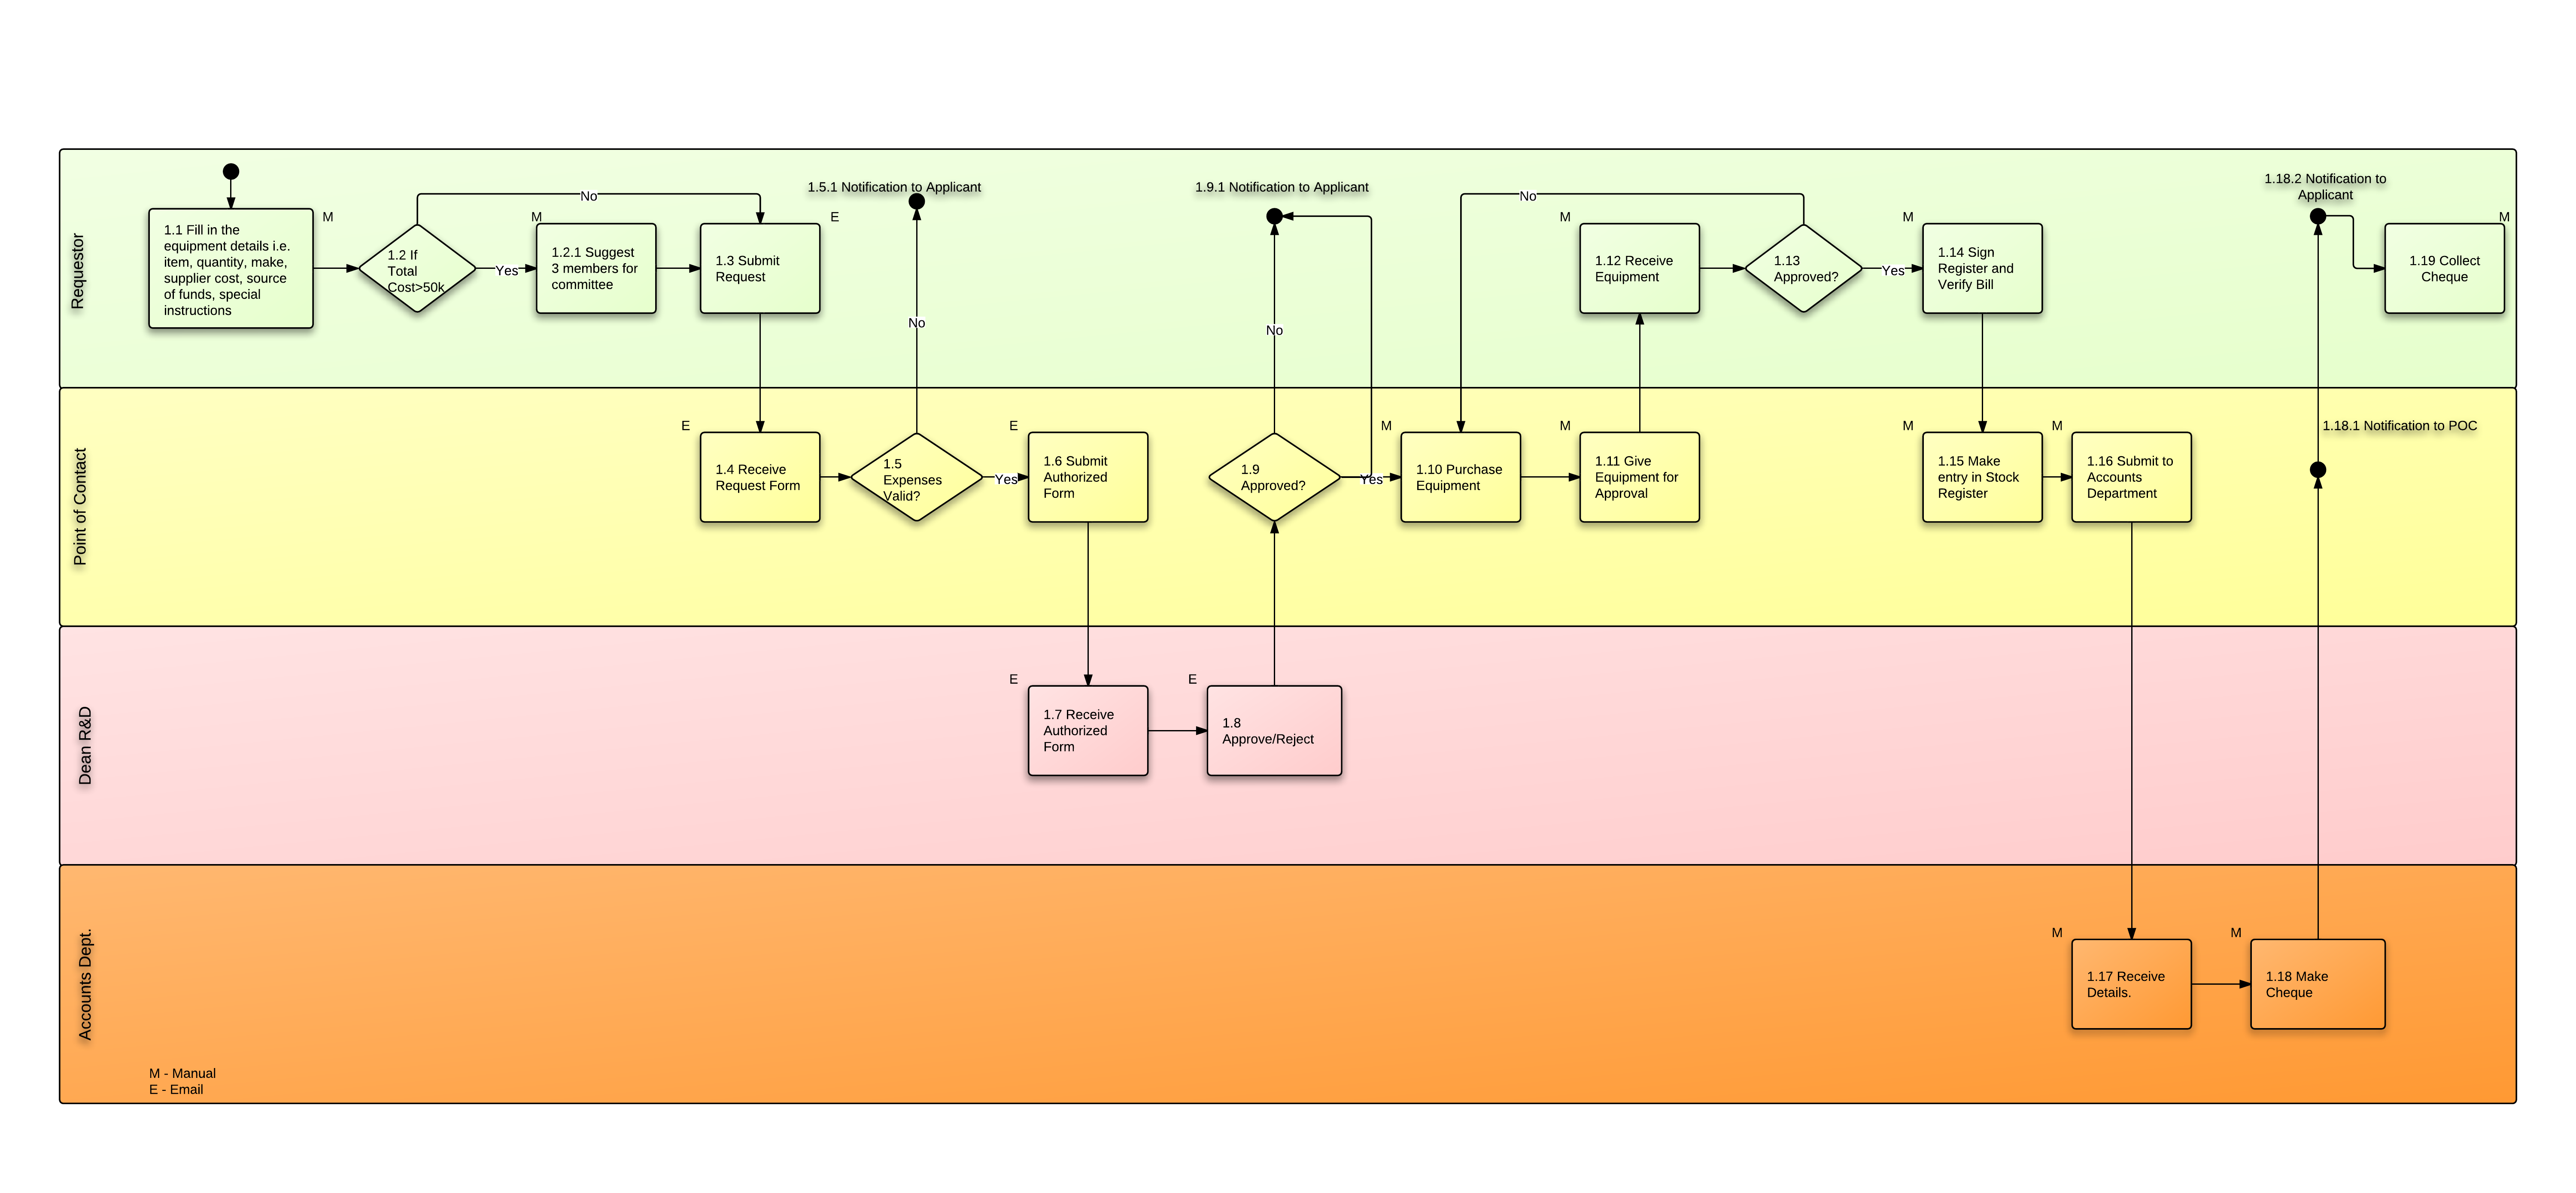 Requestor
1.1 Fill in the
equipment details i.e.
item, quantity, make,
supplier cost, source
of funds, special
instructions
M
1.2 If
Total
Cost>50k
No
Yes
M
1.2.1 Suggest
3 members for
committee
1.3 Submit
Request
E
1.5.1 Notification to Applicant
No
1.9.1 Notification to Applicant
No
No
M
1.12 Receive
Equipment
1.13
Approved?
Yes
M
1.14 Sign
Register and
Verify Bill
1.18.2 Notification to
Applicant
M
1.19 Collect
Cheque
Point of Contact
E
1.4 Receive
Request Form
1.5
Expenses
Valid?
Yes
E
1.6 Submit
Authorized
Form
1.9
Approved?
Yes
M
1.10 Purchase
Equipment
M
1.11 Give
Equipment for
Approval
M
1.15 Make
entry in Stock
Register
M
1.16 Submit to
Accounts
Department
1.18.1 Notification to POC
Dean R&D
E
1.7 Receive
Authorized
Form
E
1.8
Approve/Reject
Accounts Dept.
M
1.17 Receive
Details.
M
1.18 Make
Cheque
M - Manual
E - Email